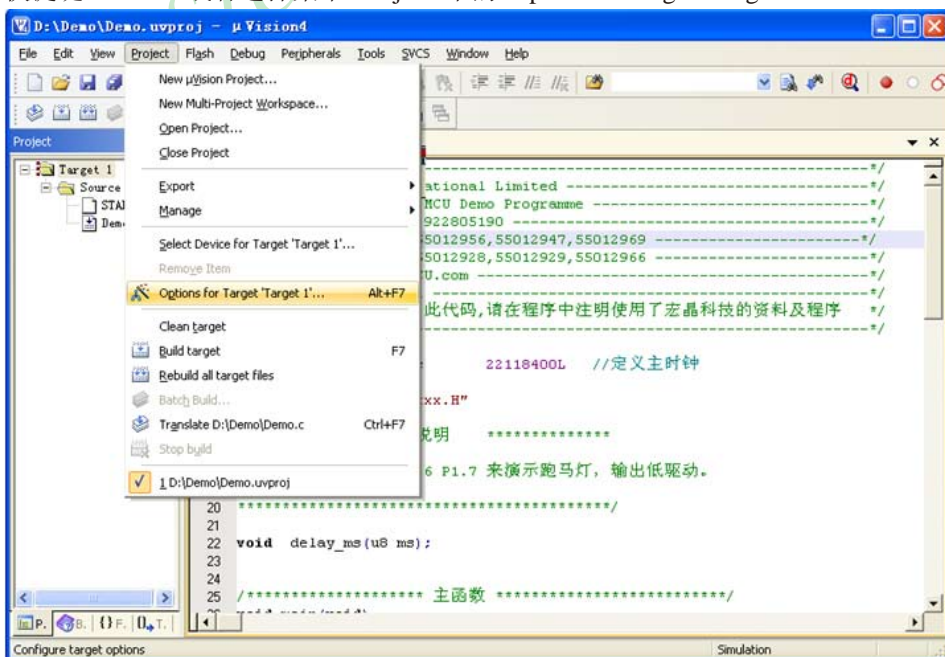 D:\Demo\Demo.uvproj - µVision4
File Edit View Project Flash Debug Peripherals Tools SVCS Window Help
Project
Target 1
Source
New µVision Project...
New Multi-Project Workspace...
Open Project...
Close Project
Export
Manage
Select Device for Target 'Target 1'...
Remove Item
Options for Target 'Target 1'... Alt+F7
Clean target
Build target F7
Rebuild all target files
Batch Build...
Translate D:\Demo\Demo.c Ctrl+F7
Stop build
1 D:\Demo\Demo.uvproj
--------------------------------------------------*/
ational Limited ----------------------------------*/
MCU Demo Programme -------------------------------*/
922805190 ----------------------------------------*/
5012956,55012947,55012969 -------------------------*/
5012928,55012929,55012966 ------------------------*/
U.com --------------------------------------------*/
--------------------------------------------------*/
此代码,请在程序中注明使用了宏晶科技的资料及程序 */
--------------------------------------------------*/
22118400L //定义主时钟
xx.H"
说明 **************
6 P1.7 来演示跑马灯，输出低驱动。
20 ******************************************/
21
22 void delay_ms(u8 ms);
23
24
25 /******************** 主函数 **************************/
P. B. {} F. 0 T.
Configure target options Simulation